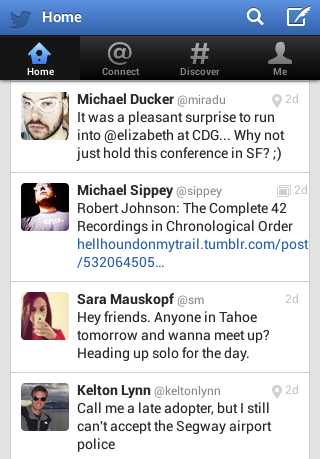 Home
Home
Connect
Discover
Me
Michael Ducker @miradu 2d
It was a pleasant surprise to run
into @elizabeth at CDG... Why not
just hold this conference in SF? ;)
Michael Sippey @sippey 2d
Robert Johnson: The Complete 42
Recordings in Chronological Order
hellhoundonmytrail.tumblr.com/post
/532064505…
Sara Mauskopf @sm 2d
Hey friends. Anyone in Tahoe
tomorrow and wanna meet up?
Heading up solo for the day.
Kelton Lynn @keltonlynn 2d
Call me a late adopter, but I still
can't accept the Segway airport
police